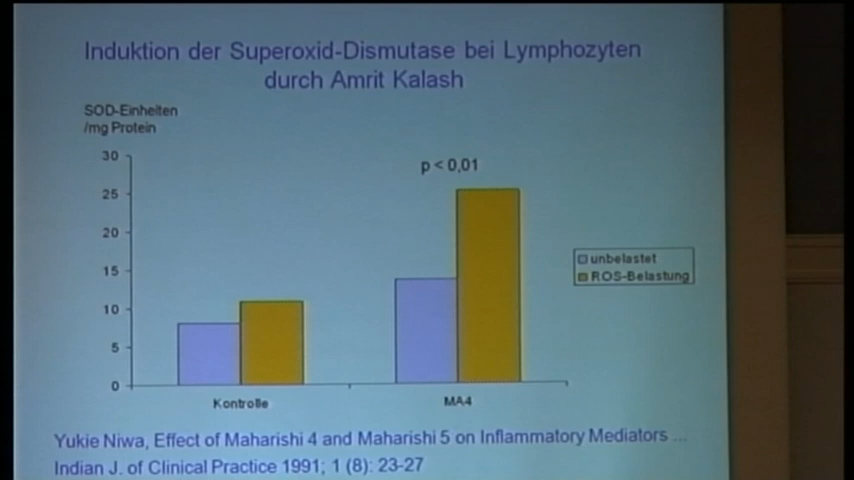 Induktion der Superoxid-Dismutase bei Lymphozyten
durch Amrit Kalash
SOD-Einheiten
/mg Protein
30
25
20
15
10
5
0
p < 0,01
unbelastet
ROS-Belastung
Kontrolle
MA4
Yukie Niwa, Effect of Maharishi 4 and Maharishi 5 on Inflammatory Mediators ...
Indian J. of Clinical Practice 1991; 1 (8): 23-27